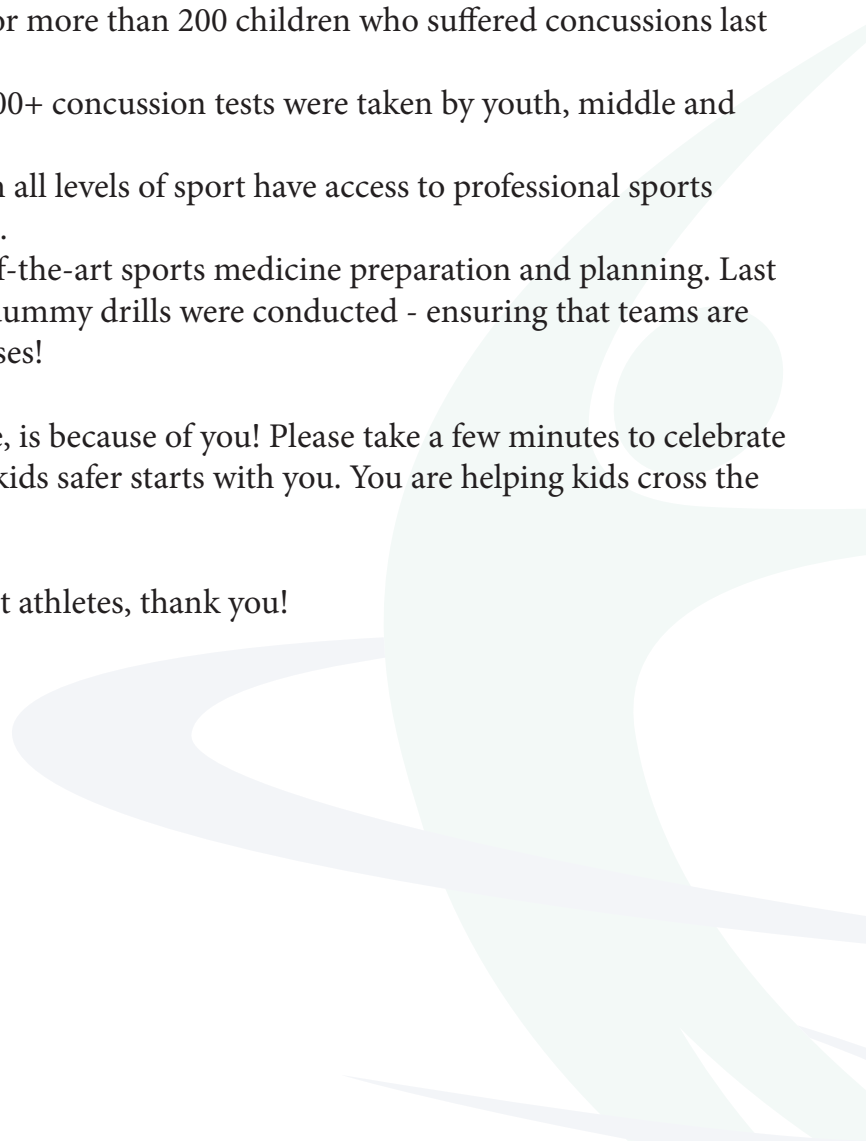 or more than 200 children who suffered concussions last
00+ concussion tests were taken by youth, middle and
all levels of sport have access to professional sports
.
f-the-art sports medicine preparation and planning. Last
dummy drills were conducted - ensuring that teams are
ses!
, is because of you! Please take a few minutes to celebrate
kids safer starts with you. You are helping kids cross the
t athletes, thank you!